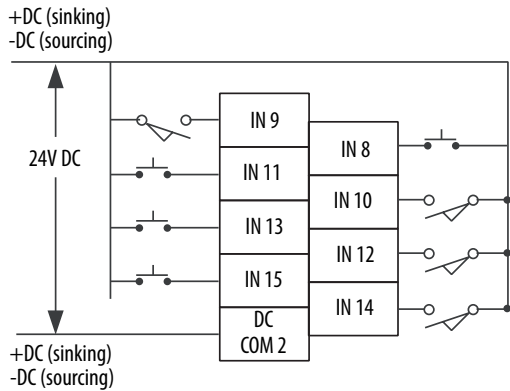 +DC (sinking)
-DC (sourcing)
24V DC
IN 9
IN 8
IN 11
IN 10
IN 13
IN 12
IN 15
IN 14
DC
COM 2
+DC (sinking)
-DC (sourcing)